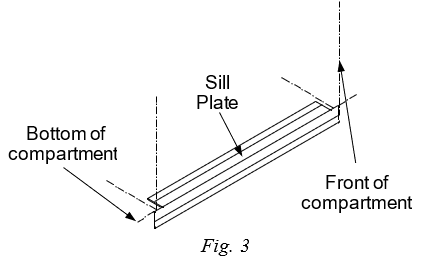 Sill
Plate
Bottom of
compartment
Front of
compartment
Fig. 3